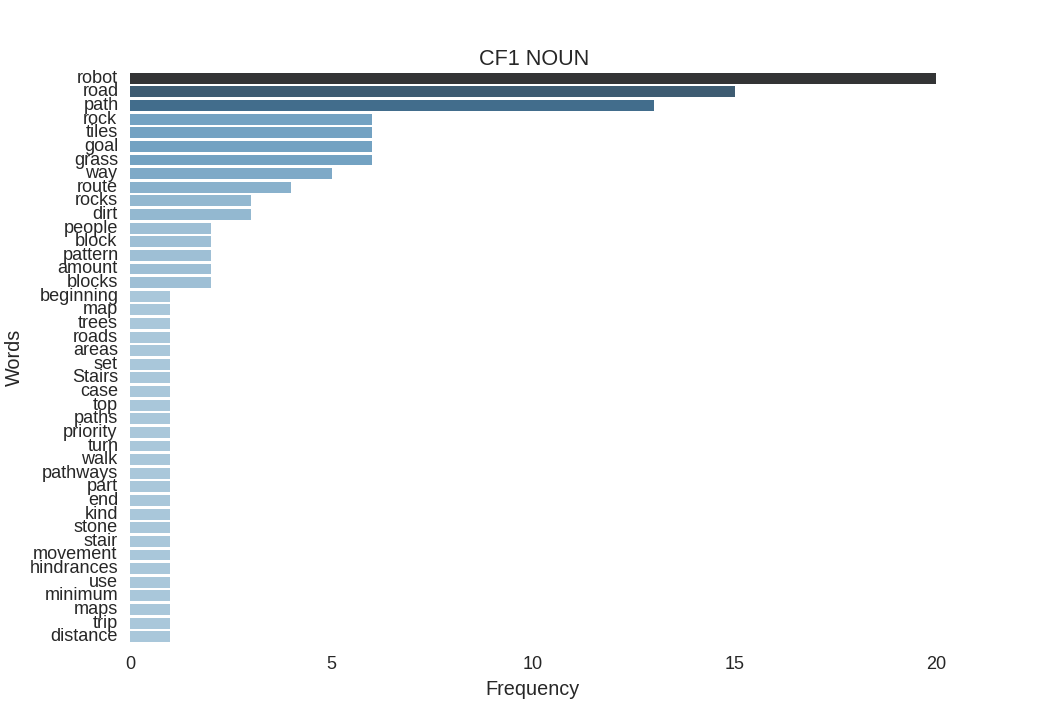 CF1 NOUN
robot
road
path
rock
tiles
goal
grass
way
route
rocks
dirt
people
block
pattern
amount
blocks
beginning
map
trees
roads
areas
set
Stairs
case
top
paths
priority
turn
walk
pathways
part
end
kind
stone
stair
movement
hindrances
use
minimum
maps
trip
distance
Words
0 5 10 15 20
Frequency